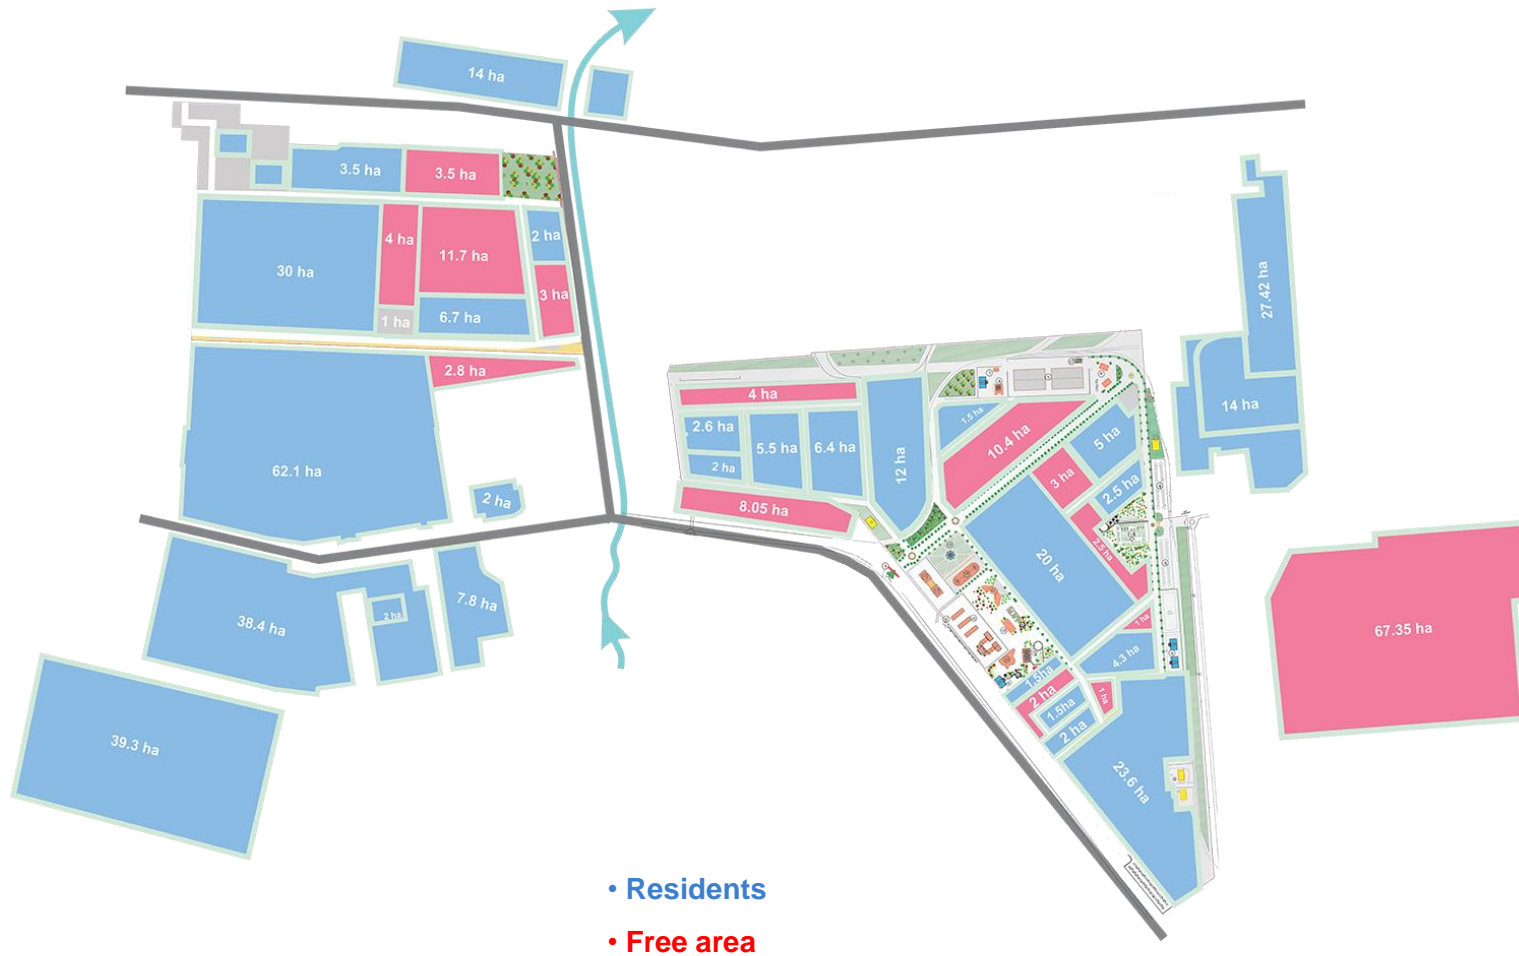 14 ha
3.5 ha
3.5 ha
30 ha
4 ha
11.7 ha
2 ha
3 ha
1 ha
6.7 ha
2.8 ha
62.1 ha
2 ha
38.4 ha
2 ha
7.8 ha
39.3 ha
4 ha
2.6 ha
2 ha
5.5 ha
6.4 ha
12 ha
8.05 ha
1.5 ha
10.4 ha
5 ha
3 ha
2.5 ha
2.5 ha
20 ha
1 ha
4.3 ha
1.5ha
2 ha
1.5ha
2 ha
1 ha
23.6 ha
27.42 ha
14 ha
67.35 ha
• Residents
• Free area